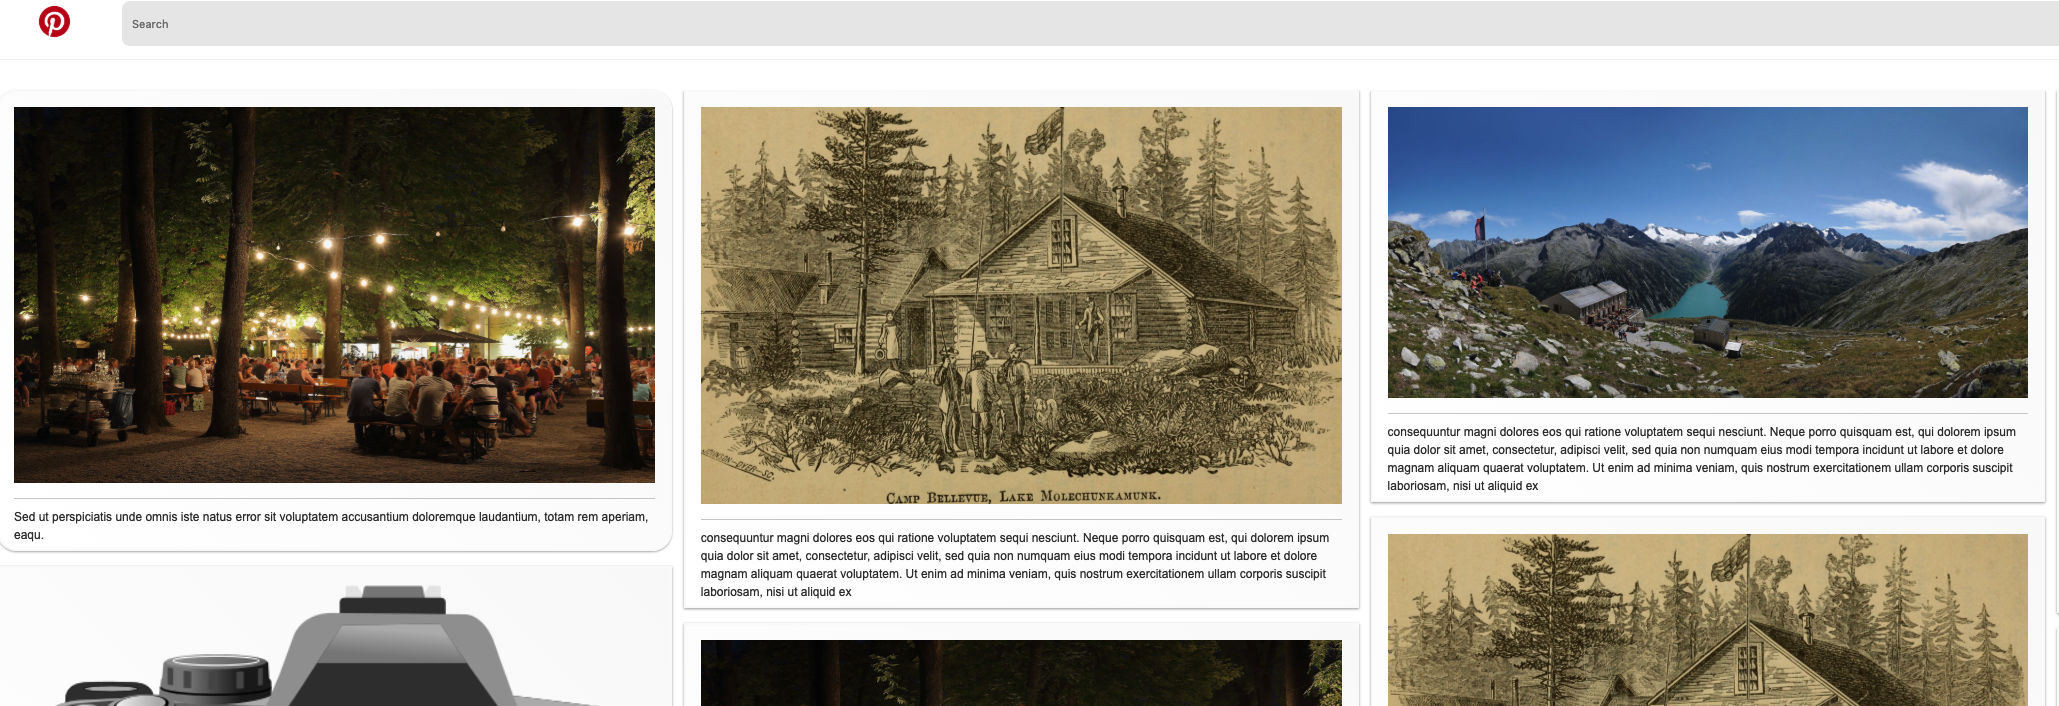 Search
Sed ut perspiciatis unde omnis iste natus error sit voluptatem accusantium doloremque laudantium, totam rem aperiam,
eaqu.
CAMP BELLEVUE, LAKE MOLECHUNKAMUNK.
consequuntur magni dolores eos qui ratione voluptatem sequi nesciunt. Neque porro quisquam est, qui dolorem ipsum
quia dolor sit amet, consectetur, adipisci velit, sed quia non numquam eius modi tempora incidunt ut labore et dolore
magnam aliquam quaerat voluptatem. Ut enim ad minima veniam, quis nostrum exercitationem ullam corporis suscipit
laboriosam, nisi ut aliquid ex
consequuntur magni dolores eos qui ratione voluptatem sequi nesciunt. Neque porro quisquam est, qui dolorem ipsum
quia dolor sit amet, consectetur, adipisci velit, sed quia non numquam eius modi tempora incidunt ut labore et dolore
magnam aliquam quaerat voluptatem. Ut enim ad minima veniam, quis nostrum exercitationem ullam corporis suscipit
laboriosam, nisi ut aliquid ex